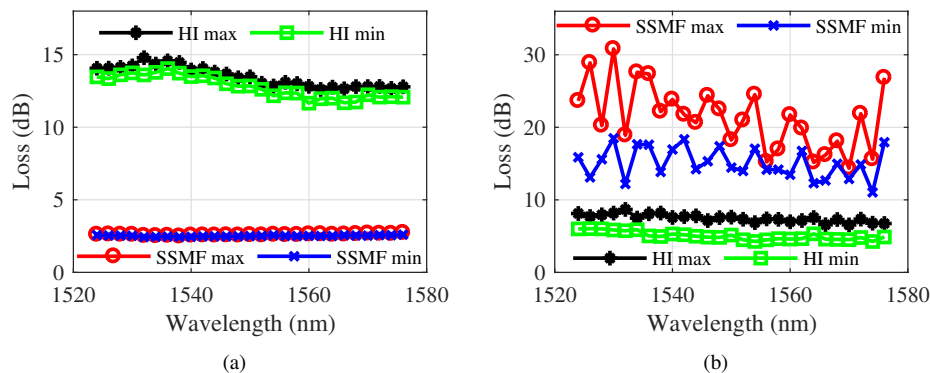 HI max HI min
15
10
5
0
Loss (dB)
SSMF max SSMF min
1520 1540 1560 1580
Wavelength (nm)
(a)
SSMF max SSMF min
30
20
10
0
Loss (dB)
HI max HI min
1520 1540 1560 1580
Wavelength (nm)
(b)